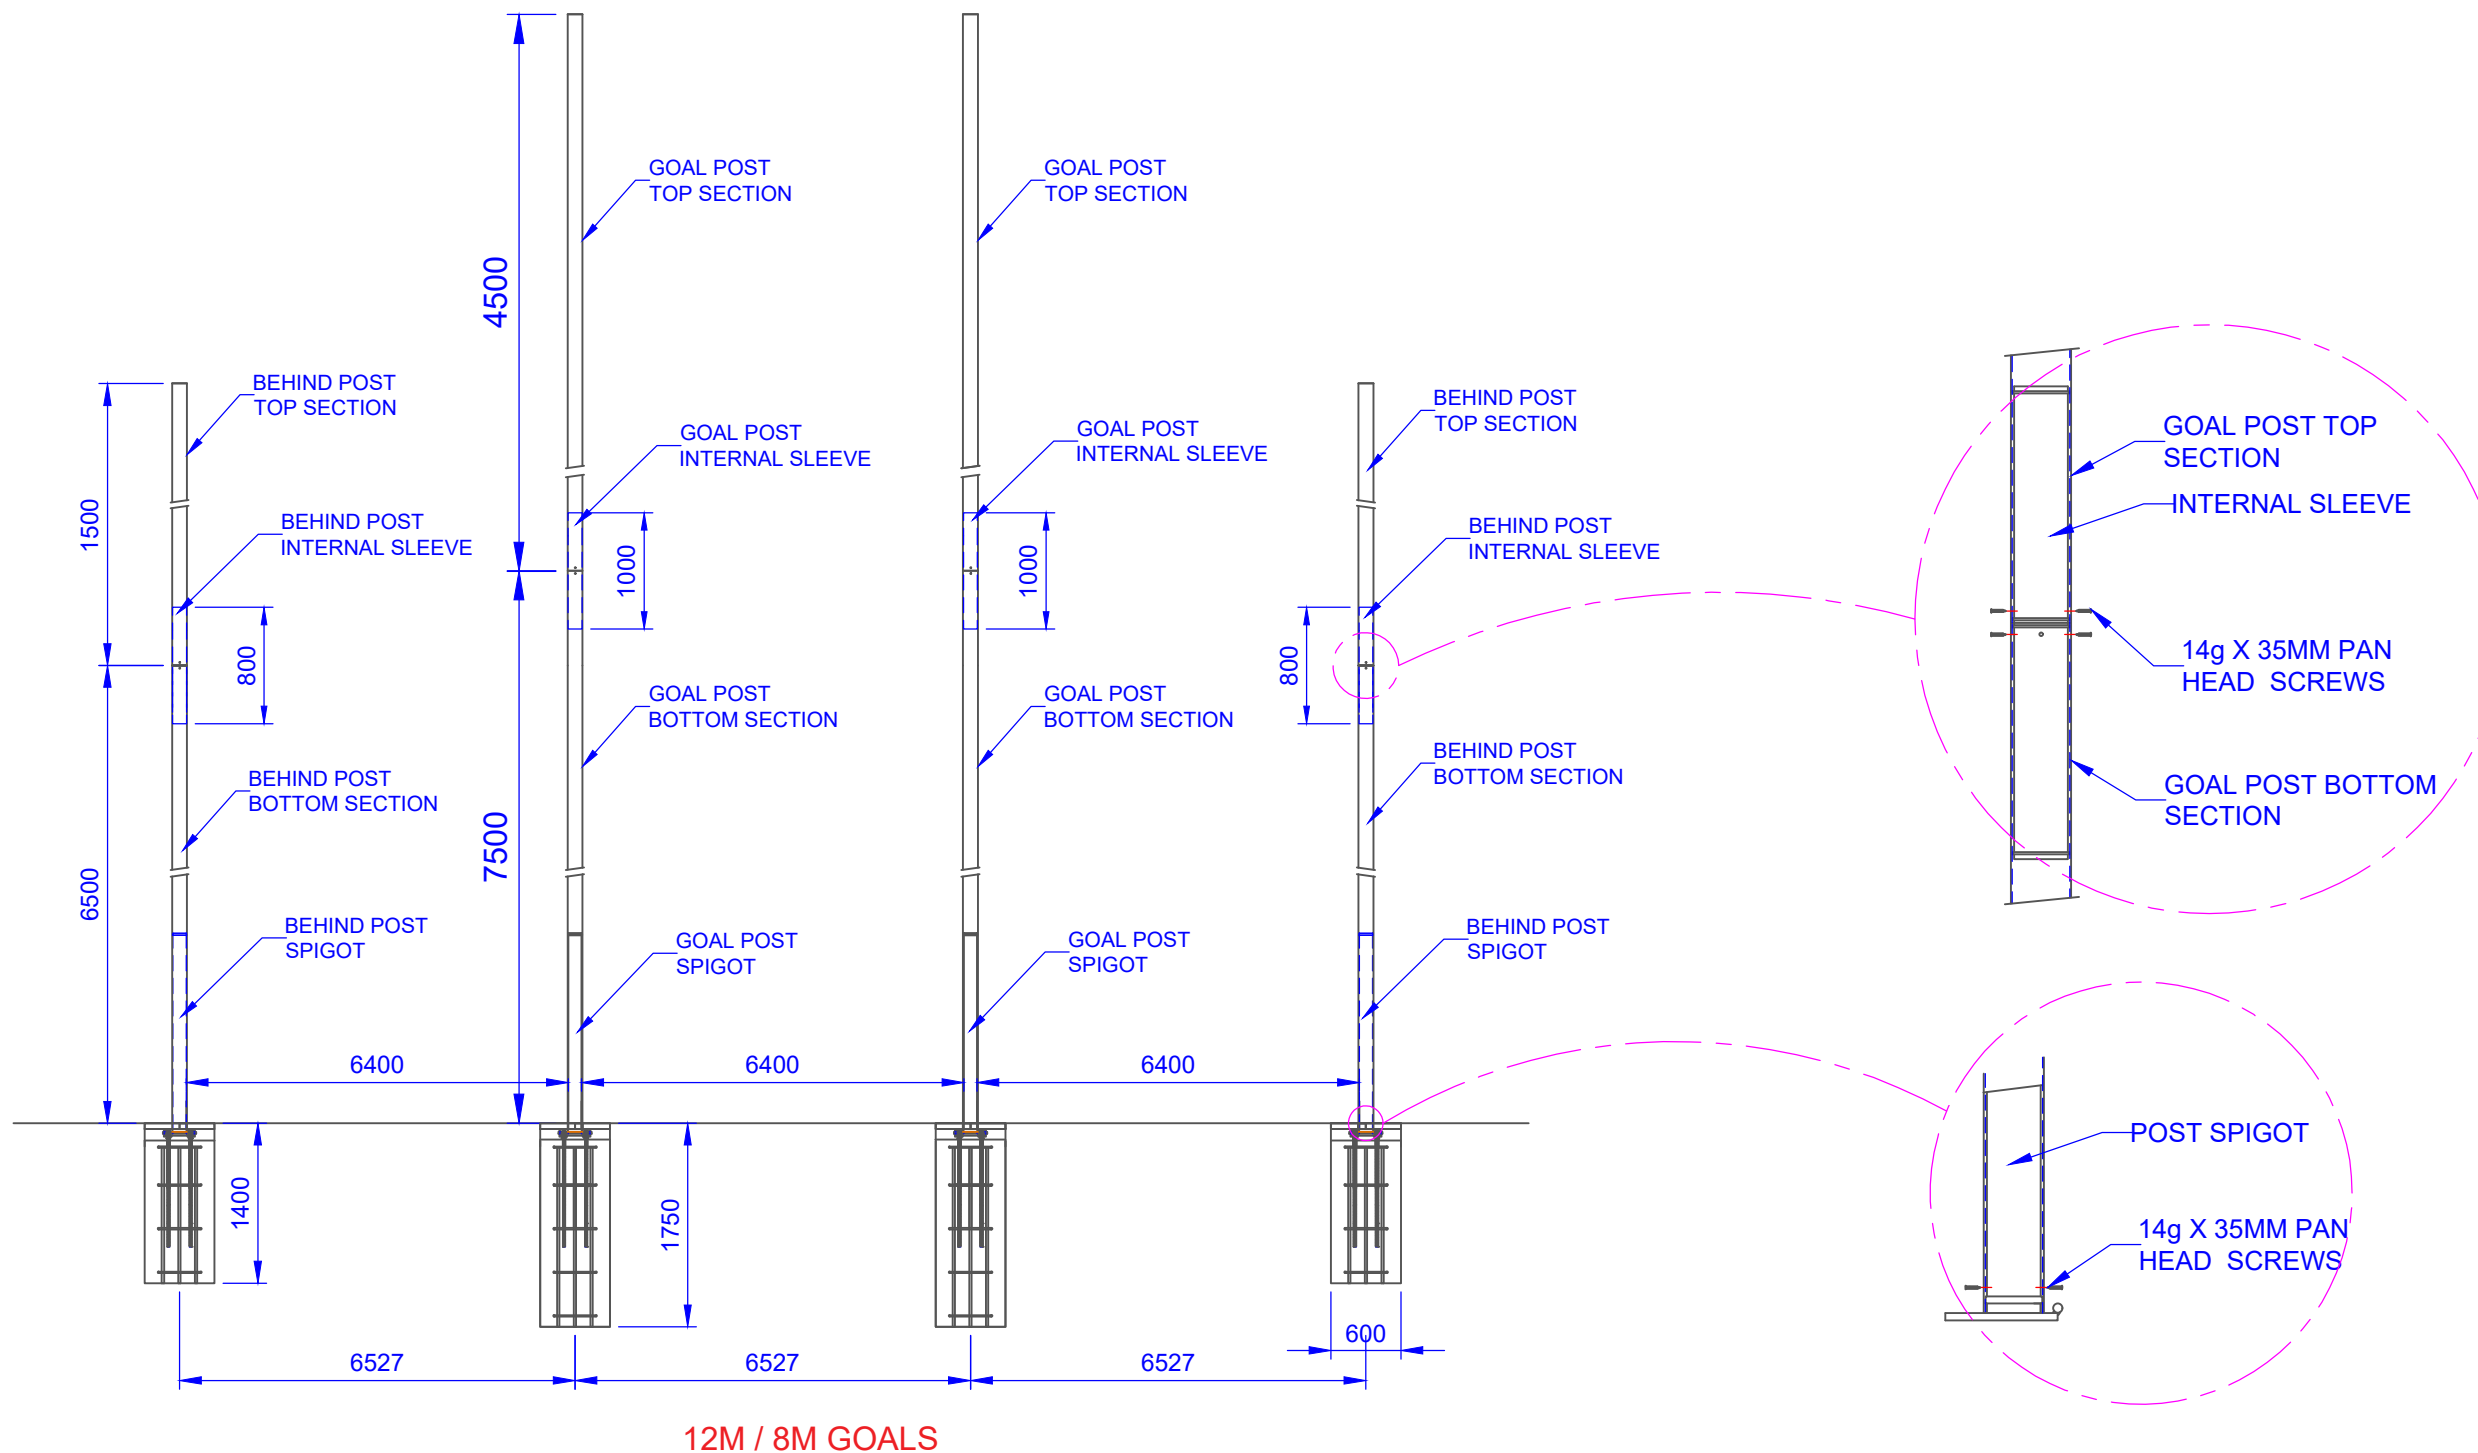 GOAL POST
TOP SECTION
GOAL POST
TOP SECTION
4500
BEHIND POST
TOP SECTION
BEHIND POST
TOP SECTION
GOAL POST
INTERNAL SLEEVE
GOAL POST
INTERNAL SLEEVE
1500
BEHIND POST
INTERNAL SLEEVE
1000
1000
BEHIND POST
INTERNAL SLEEVE
800
800
GOAL POST
BOTTOM SECTION
GOAL POST
BOTTOM SECTION
BEHIND POST
BOTTOM SECTION
BEHIND POST
BOTTOM SECTION
7500
6500
BEHIND POST
SPIGOT
GOAL POST
SPIGOT
GOAL POST
SPIGOT
BEHIND POST
SPIGOT
6400
6400
6400
1400
1750
600
6527
6527
6527
12M / 8M GOALS
GOAL POST TOP
SECTION
INTERNAL SLEEVE
14g X 35MM PAN
HEAD SCREWS
GOAL POST BOTTOM
SECTION
POST SPIGOT
14g X 35MM PAN
HEAD SCREWS